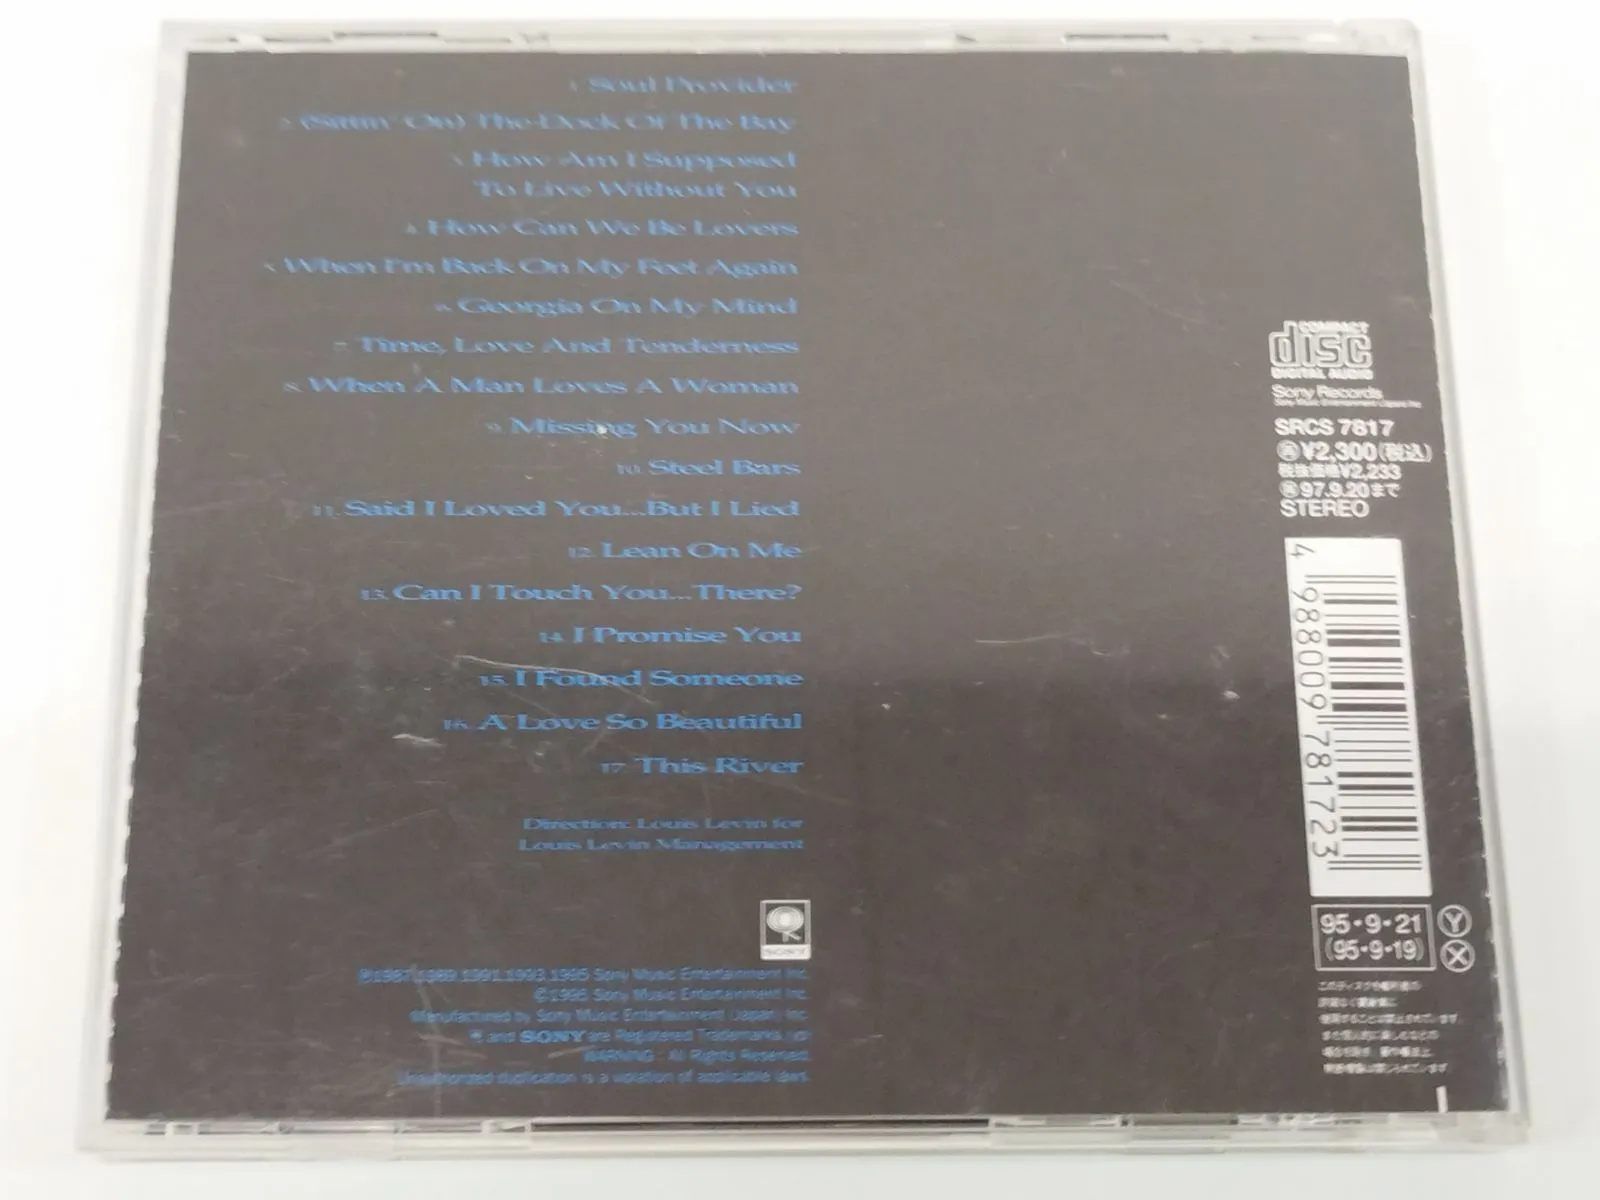 1. Soul Provider
2. (Sittin' On) The Dock Of The Bay
3. How Am I Supposed
To Live Without You
4. How Can We Be Lovers
5. When I'm Back On My Feet Again
6. Georgia On My Mind
7. Time, Love And Tenderness
8. When A Man Loves A Woman
9. Missing You Now
10. Steel Bars
11. Said I Loved You...But I Lied
12. Lean On Me
13. Can I Touch You...There?
14. I Promise You
15. I Found Someone
16. A Love So Beautiful
17. This River
Direction: Louis Levin for
Louis Levin Management
SONY
℗1987.1989.1991.1993.1995 Sony Music Entertainment Inc.
©1995 Sony Music Entertainment Inc.
Manufactured by Sony Music Entertainment (Japan) Inc.
and SONY are Registered Trademarks
WARNING : All Rights Reserved.
Unauthorized duplication is a violation of applicable laws.
COMPACT
disc
DIGITAL AUDIO
Sony Records
Sony Music Entertainment (Japan) Inc.
SRCS 7817
㊢¥2,300(税込)
税抜価格¥2,233
97.9.20まで
STEREO
4 988009 781723
95・9・21
(95・9・19)
Y
X